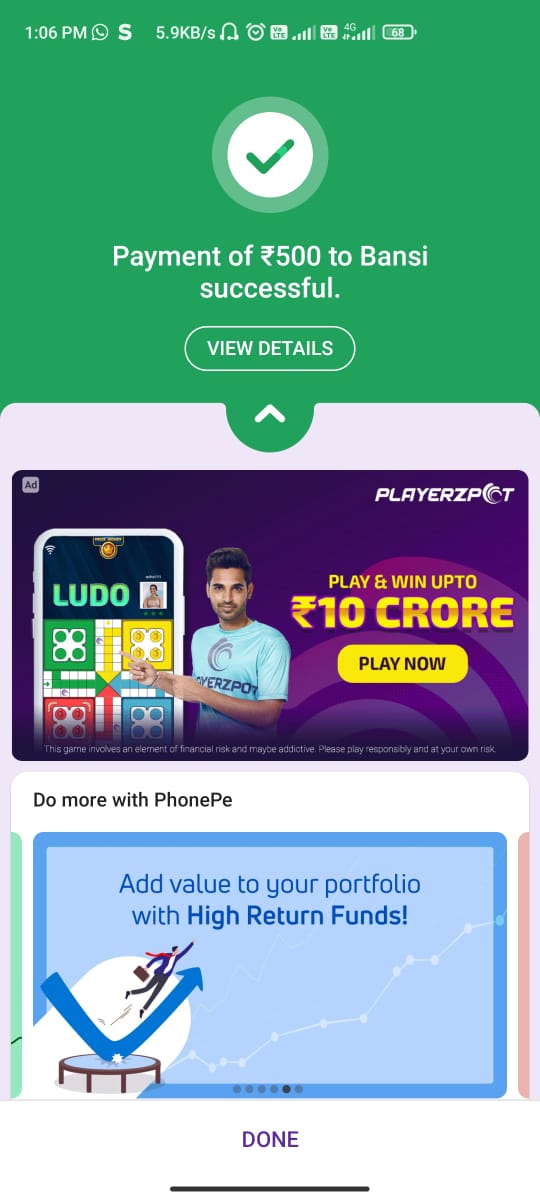 1:06 PM S 5.9KB/s Vo LTE Vo LTE 4G 68
Payment of ₹500 to Bansi
successful.
VIEW DETAILS
Ad
PLAYERZPOT
LUDO
PLAY & WIN UPTO
₹10 CRORE
PLAY NOW
PLAYERZPOT
This game involves an element of financial risk and maybe addictive. Please play responsibly and at your own risk.
Do more with PhonePe
Add value to your portfolio
with High Return Funds!
DONE